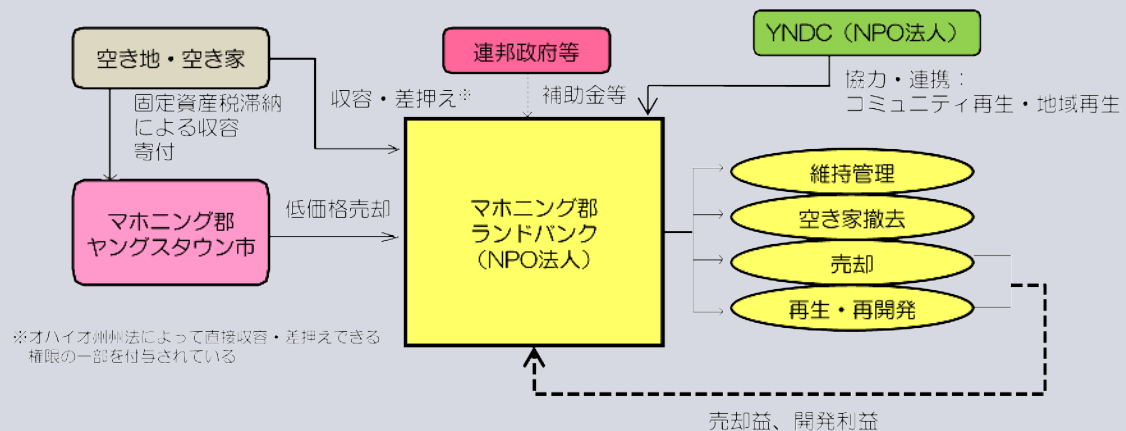 空き地・空き家
連邦政府等
YNDC（NPO法人）
固定資産税滞納
による収容
寄付
収容・差押え※
補助金等
協力・連携：
コミュニティ再生・地域再生
マホニング郡
ヤングスタウン市
低価格売却
マホニング郡
ランドバンク
（NPO法人）
維持管理
空き家撤去
売却
再生・再開発
※オハイオ州州法によって直接収容・差押えできる
権限の一部を付与されている
売却益、開発利益